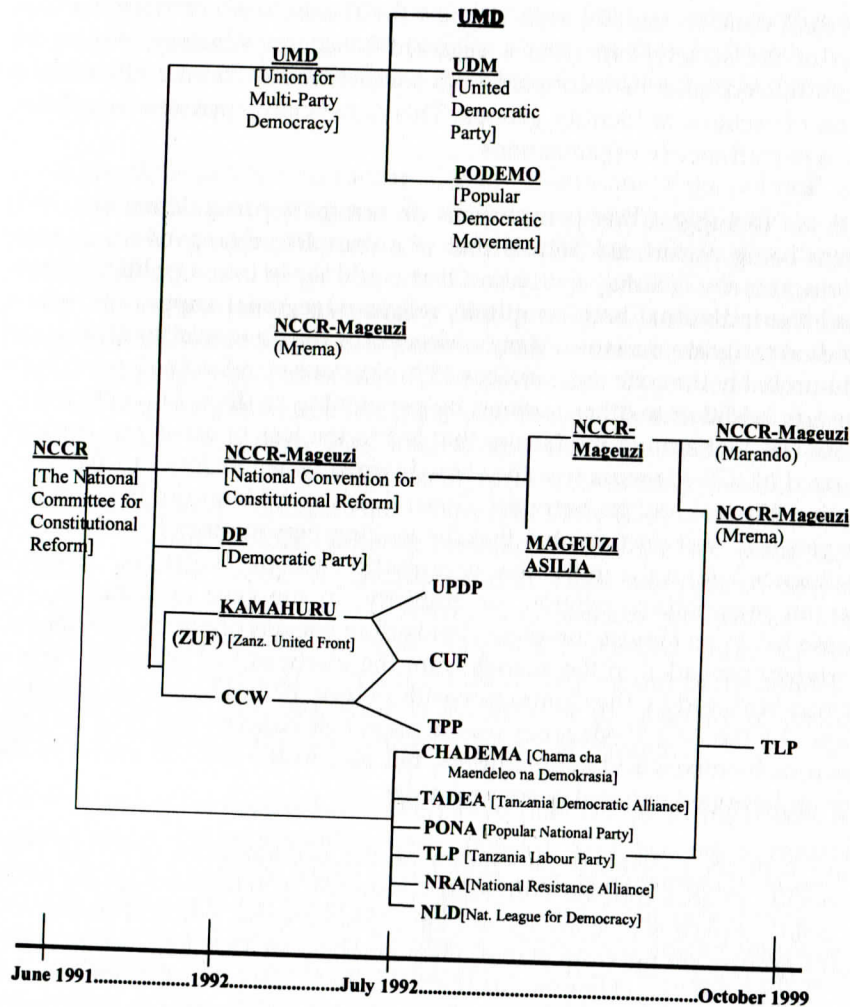 UMD
UMD
[Union for
Multi-Party
Democracy]
UDM
[United
Democratic
Party]
PODEMO
[Popular
Democratic
Movement]
NCCR-Mageuzi
(Mrema)
NCCR
[The National
Committee for
Constitutional
Reform]
NCCR-Mageuzi
[National Convention for
Constitutional Reform]
NCCR-
Mageuzi
NCCR-Mageuzi
(Marando)
NCCR-Mageuzi
(Mrema)
DP
[Democratic Party]
MAGEUZI
ASILIA
KAMAHURU
(ZUF) [Zanz. United Front]
UPDP
CUF
CCW
TPP
TLP
CHADEMA [Chama cha
Maendeleo na Demokrasia]
TADEA [Tanzania Democratic Alliance]
PONA [Popular National Party]
TLP [Tanzania Labour Party]
NRA[National Resistance Alliance]
NLD[Nat. League for Democracy]
June 1991........................1992.....................July 1992.................................................October 1999